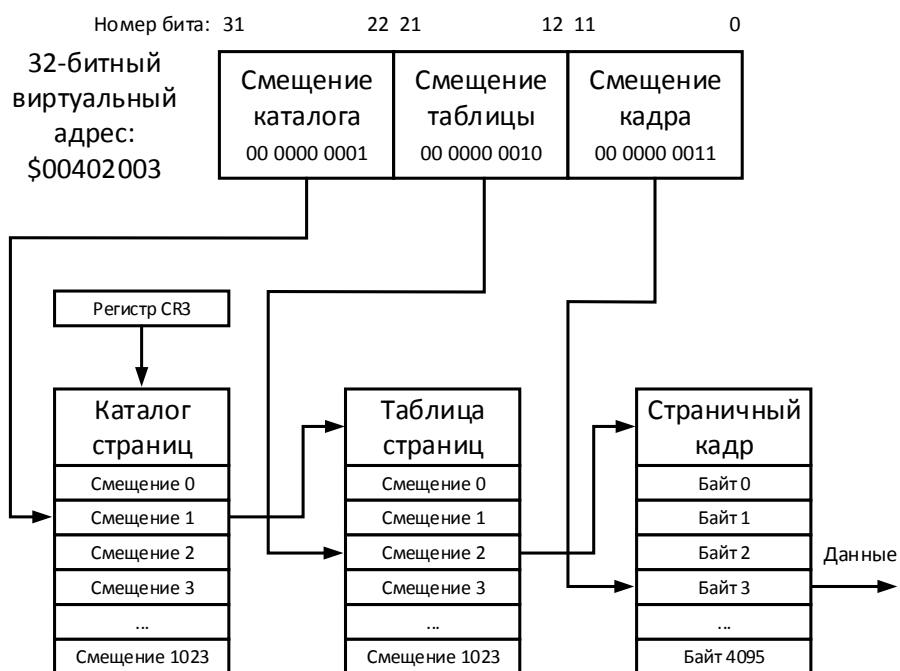 Номер бита: 31 22 21 12 11 0
32-битный
виртуальный
адрес:
$00402003
Смещение
каталога
00 0000 0001
Смещение
таблицы
00 0000 0010
Смещение
кадра
00 0000 0011
Регистр CR3
Каталог
страниц
Смещение 0
Смещение 1
Смещение 2
Смещение 3
...
Смещение 1023
Таблица
страниц
Смещение 0
Смещение 1
Смещение 2
Смещение 3
...
Смещение 1023
Страничный
кадр
Байт 0
Байт 1
Байт 2
Байт 3
...
Байт 4095
Данные